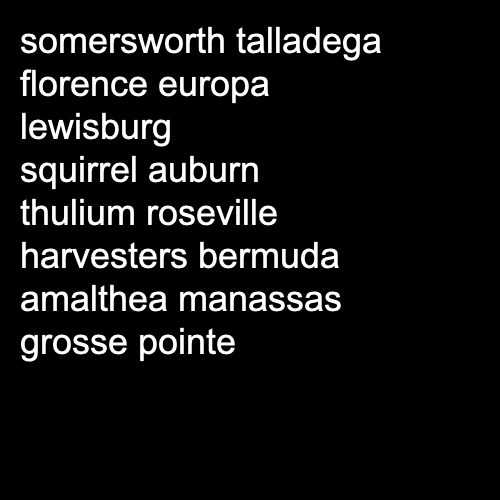 somersworth talladega
florence europa
lewisburg
squirrel auburn
thulium roseville
harvesters bermuda
amalthea manassas
grosse pointe